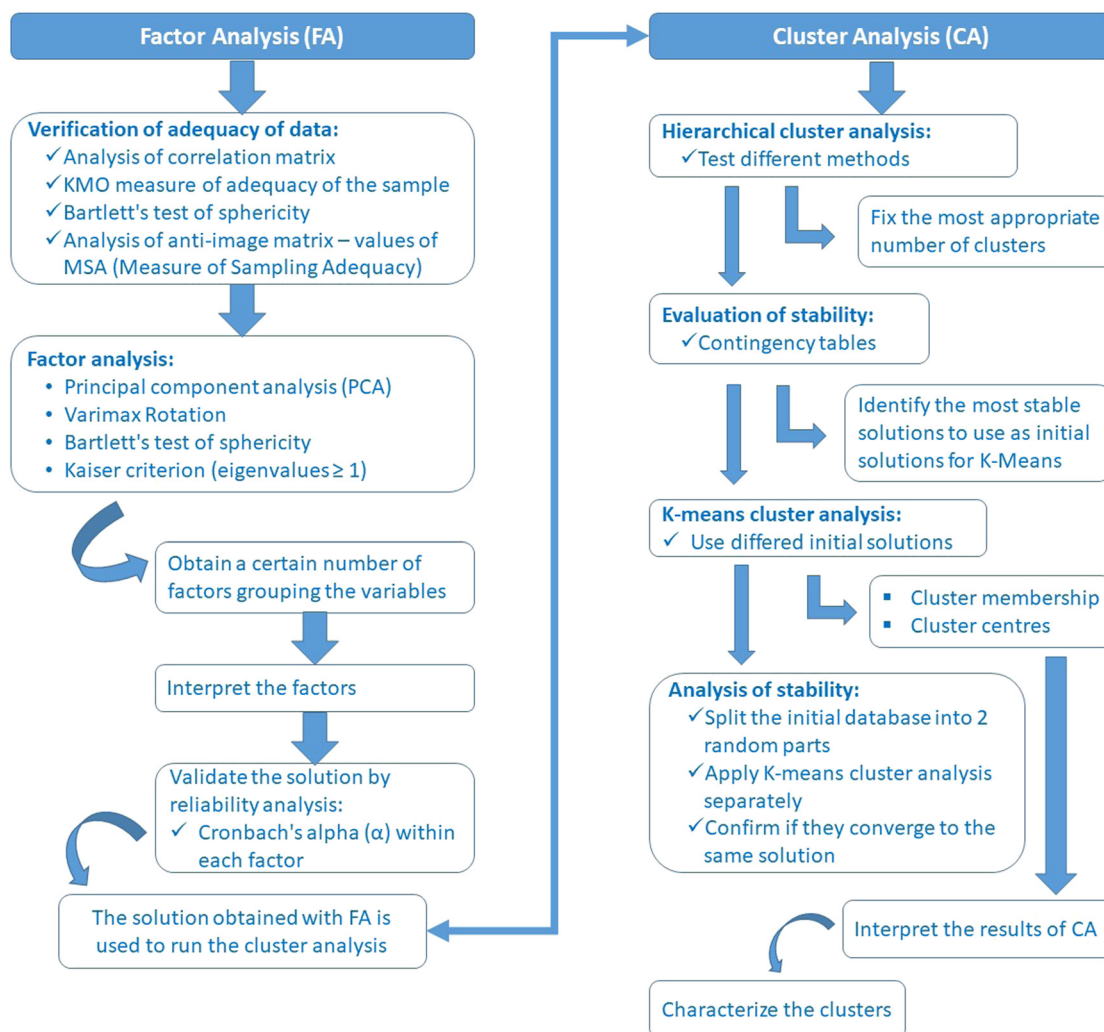 Factor Analysis (FA)
Verification of adequacy of data:
✓ Analysis of correlation matrix
✓ KMO measure of adequacy of the sample
✓ Bartlett's test of sphericity
✓ Analysis of anti-image matrix – values of
MSA (Measure of Sampling Adequacy)
Factor analysis:
• Principal component analysis (PCA)
• Varimax Rotation
• Bartlett's test of sphericity
• Kaiser criterion (eigenvalues ≥ 1)
Obtain a certain number of
factors grouping the variables
Interpret the factors
Validate the solution by
reliability analysis:
✓ Cronbach's alpha (α) within
each factor
The solution obtained with FA is
used to run the cluster analysis
Cluster Analysis (CA)
Hierarchical cluster analysis:
✓ Test different methods
Fix the most appropriate
number of clusters
Evaluation of stability:
✓ Contingency tables
Identify the most stable
solutions to use as initial
solutions for K-Means
K-means cluster analysis:
✓ Use differed initial solutions
▪ Cluster membership
▪ Cluster centres
Analysis of stability:
✓ Split the initial database into 2
random parts
✓ Apply K-means cluster analysis
separately
✓ Confirm if they converge to the
same solution
Interpret the results of CA
Characterize the clusters